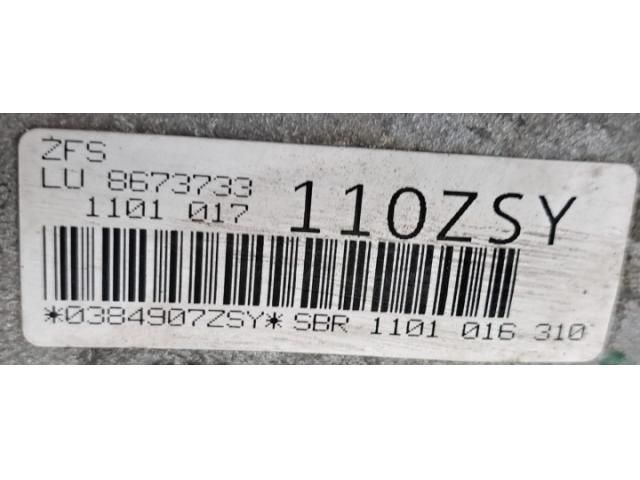 ZFS
LU 8673733
1101 017
110ZSY
*0384907ZSY* SBR 1101 016 310